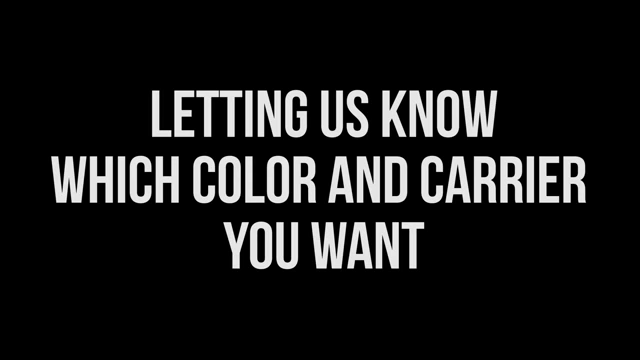 LETTING US KNOW
WHICH COLOR AND CARRIER
YOU WANT